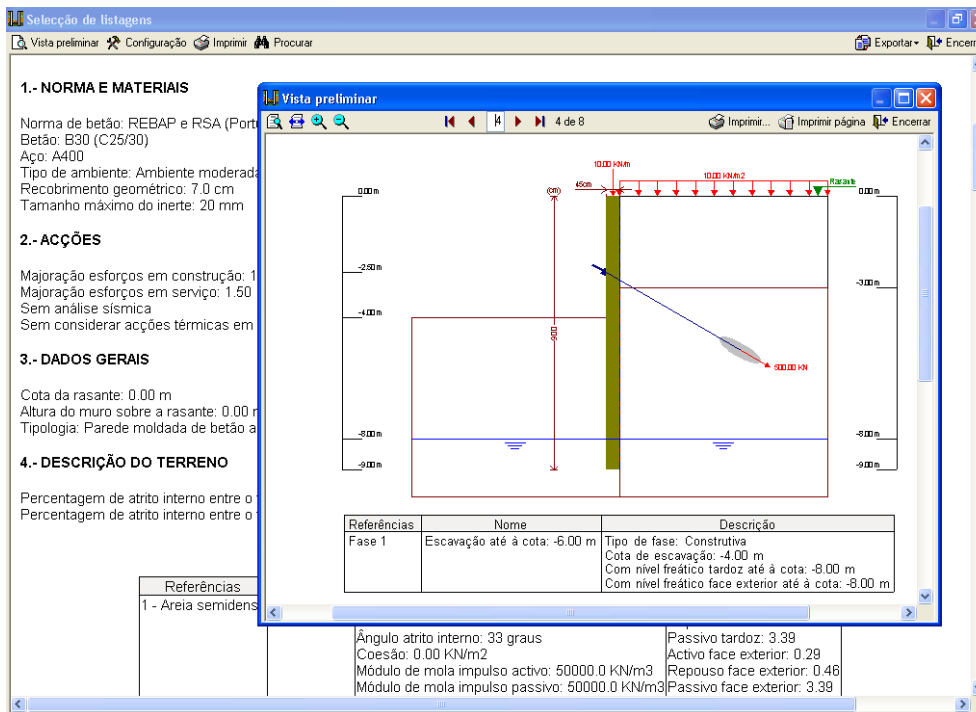 Selecção de listagens
Vista preliminar Configuração Imprimir Procurar Exportar Encerr
1.- NORMA E MATERIAIS
Norma de betão: REBAP e RSA (Port
Betão: B30 (C25/30)
Aço: A400
Tipo de ambiente: Ambiente moderada
Recobrimento geométrico: 7.0 cm
Tamanho máximo do inerte: 20 mm
2.- ACÇÕES
Majoração esforços em construção: 1
Majoração esforços em serviço: 1.50
Sem análise sísmica
Sem considerar acções térmicas em
3.- DADOS GERAIS
Cota da rasante: 0.00 m
Altura do muro sobre a rasante: 0.00 r
Tipologia: Parede moldada de betão a
4.- DESCRIÇÃO DO TERRENO
Percentagem de atrito interno entre o
Percentagem de atrito interno entre o
Referências
1 - Areia semidens
Ângulo atrito interno: 33 graus
Coesão: 0.00 KN/m2
Módulo de mola impulso activo: 50000.0 KN/m3
Módulo de mola impulso passivo: 50000.0 KN/m3
Passivo tardoz: 3.39
Activo face exterior: 0.29
Repouso face exterior: 0.46
Passivo face exterior: 3.39
Vista preliminar
4 4 de 8 Imprimir... Imprimir página Encerrar
10.00 KN/m
0.00 m (cm) 45cm 10.00 KN/m2 Rasante 0.00 m
-2.50 m
-3.00 m
-4.00 m
900
500.00 KN
-8.00 m -8.00 m
-9.00 m -9.00 m
Referências Nome Descrição
Fase 1 Escavação até à cota: -6.00 m Tipo de fase: Construtiva
Cota de escavação: -4.00 m
Com nível freático tardoz até à cota: -8.00 m
Com nível freático face exterior até à cota: -8.00 m